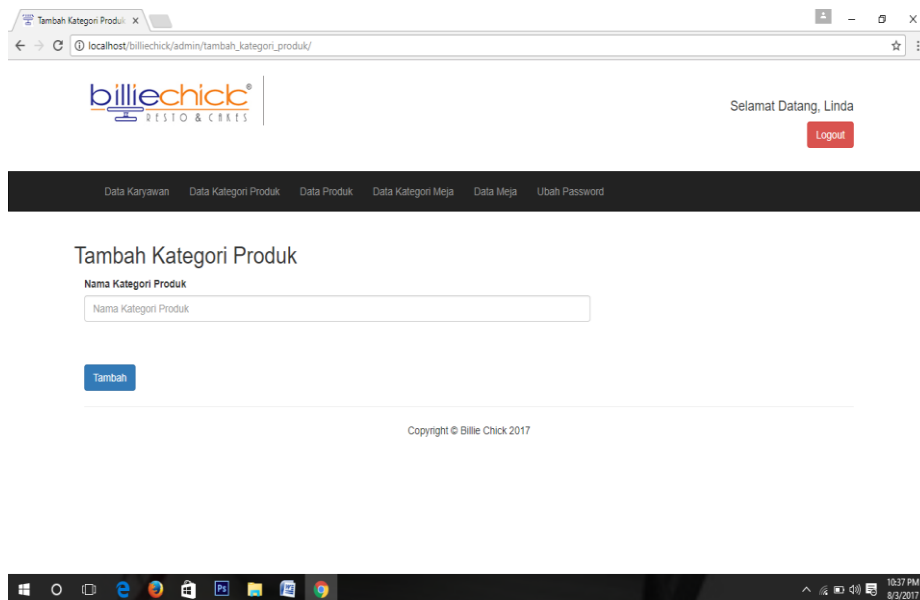 Tambah Kategori Produk
localhost/billiechick/admin/tambah_kategori_produk/
billiechick®
RESTO & CAKES
Selamat Datang, Linda
Logout
Data Karyawan Data Kategori Produk Data Produk Data Kategori Meja Data Meja Ubah Password
Tambah Kategori Produk
Nama Kategori Produk
Nama Kategori Produk
Tambah
Copyright © Billie Chick 2017
Ps
10:37 PM
8/3/2017